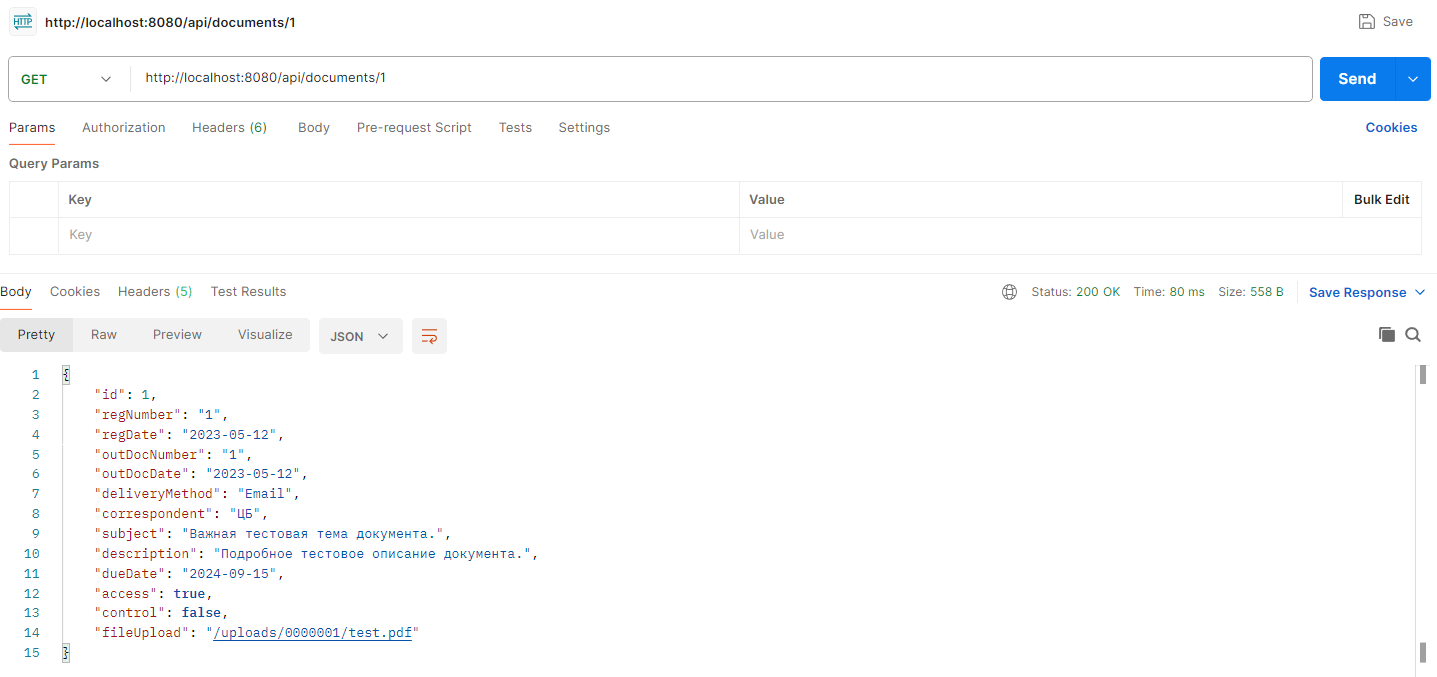 HTTP http://localhost:8080/api/documents/1 Save
GET http://localhost:8080/api/documents/1 Send
Params Authorization Headers (6) Body Pre-request Script Tests Settings Cookies
Query Params
Key Value Bulk Edit
Key Value
Body Cookies Headers (5) Test Results Status: 200 OK Time: 80 ms Size: 558 B Save Response
Pretty Raw Preview Visualize JSON
1 {
2 "id": 1,
3 "regNumber": "1",
4 "regDate": "2023-05-12",
5 "outDocNumber": "1",
6 "outDocDate": "2023-05-12",
7 "deliveryMethod": "Email",
8 "correspondent": "ЦБ",
9 "subject": "Важная тестовая тема документа.",
10 "description": "Подробное тестовое описание документа.",
11 "dueDate": "2024-09-15",
12 "access": true,
13 "control": false,
14 "fileUpload": "/uploads/0000001/test.pdf"
15 }